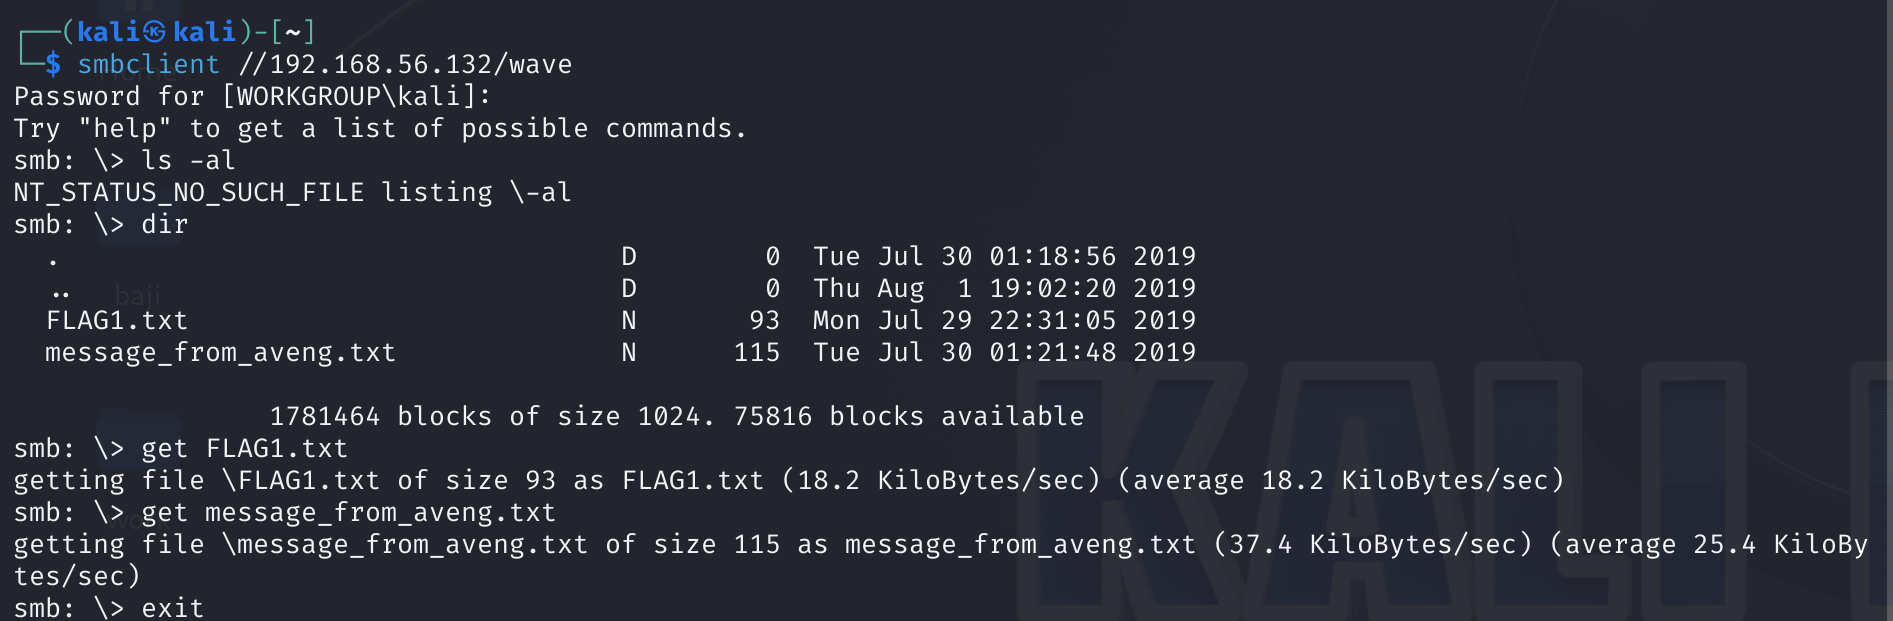 ┌──(kali㉿kali)-[~]
└─$ smbclient //192.168.56.132/wave
Password for [WORKGROUP\kali]:
Try "help" to get a list of possible commands.
smb: \> ls -al
NT_STATUS_NO_SUCH_FILE listing \-al
smb: \> dir
  .                                   D        0  Tue Jul 30 01:18:56 2019
  ..                                  D        0  Thu Aug  1 19:02:20 2019
  FLAG1.txt                           N       93  Mon Jul 29 22:31:05 2019
  message_from_aveng.txt              N      115  Tue Jul 30 01:21:48 2019
                1781464 blocks of size 1024. 75816 blocks available
smb: \> get FLAG1.txt
getting file \FLAG1.txt of size 93 as FLAG1.txt (18.2 KiloBytes/sec) (average 18.2 KiloBytes/sec)
smb: \> get message_from_aveng.txt
getting file \message_from_aveng.txt of size 115 as message_from_aveng.txt (37.4 KiloBytes/sec) (average 25.4 KiloBy
tes/sec)
smb: \> exit
Home
baji
KALI